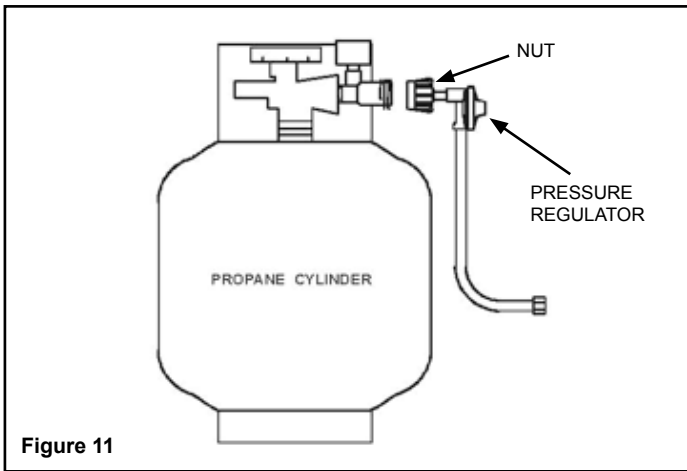 NUT
PRESSURE
REGULATOR
PROPANE CYLINDER
Figure 11